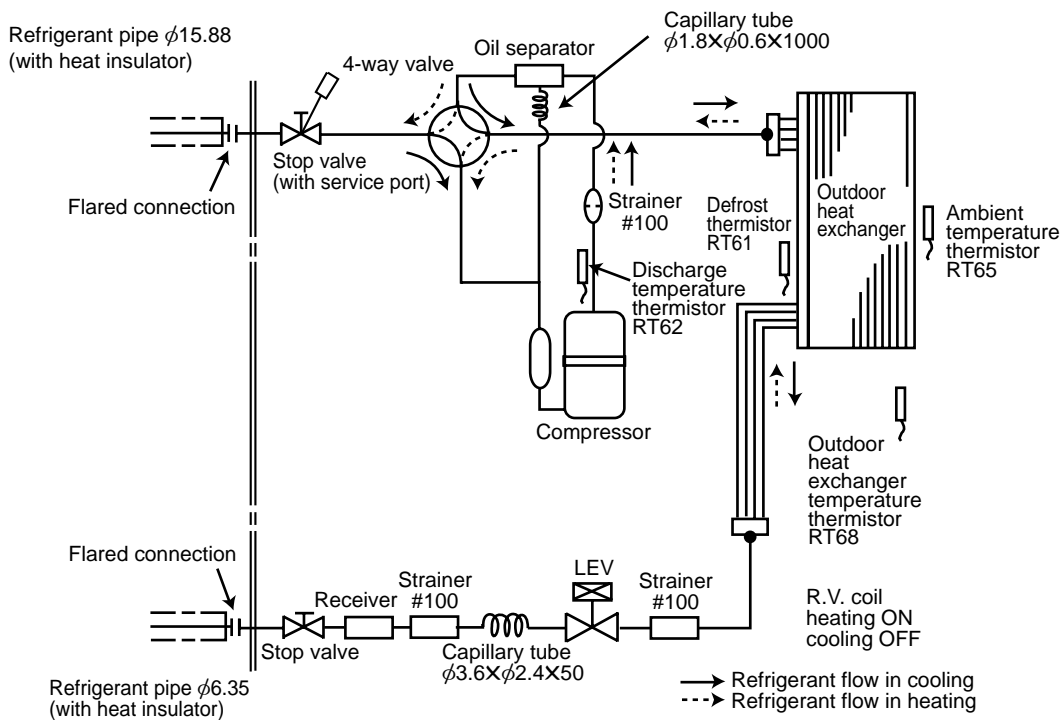 Refrigerant pipe ϕ15.88
(with heat insulator)
4-way valve
Oil separator
Capillary tube
ϕ1.8×ϕ0.6×1000
Stop valve
(with service port)
Flared connection
Strainer
#100
Discharge
temperature
thermistor
RT62
Compressor
Defrost
thermistor
RT61
Outdoor
heat
exchanger
Ambient
temperature
thermistor
RT65
Outdoor
heat
exchanger
temperature
thermistor
RT68
Flared connection
Stop valve
Receiver
Strainer
#100
Capillary tube
ϕ3.6×ϕ2.4×50
LEV
Strainer
#100
R.V. coil
heating ON
cooling OFF
Refrigerant pipe ϕ6.35
(with heat insulator)
Refrigerant flow in cooling
Refrigerant flow in heating